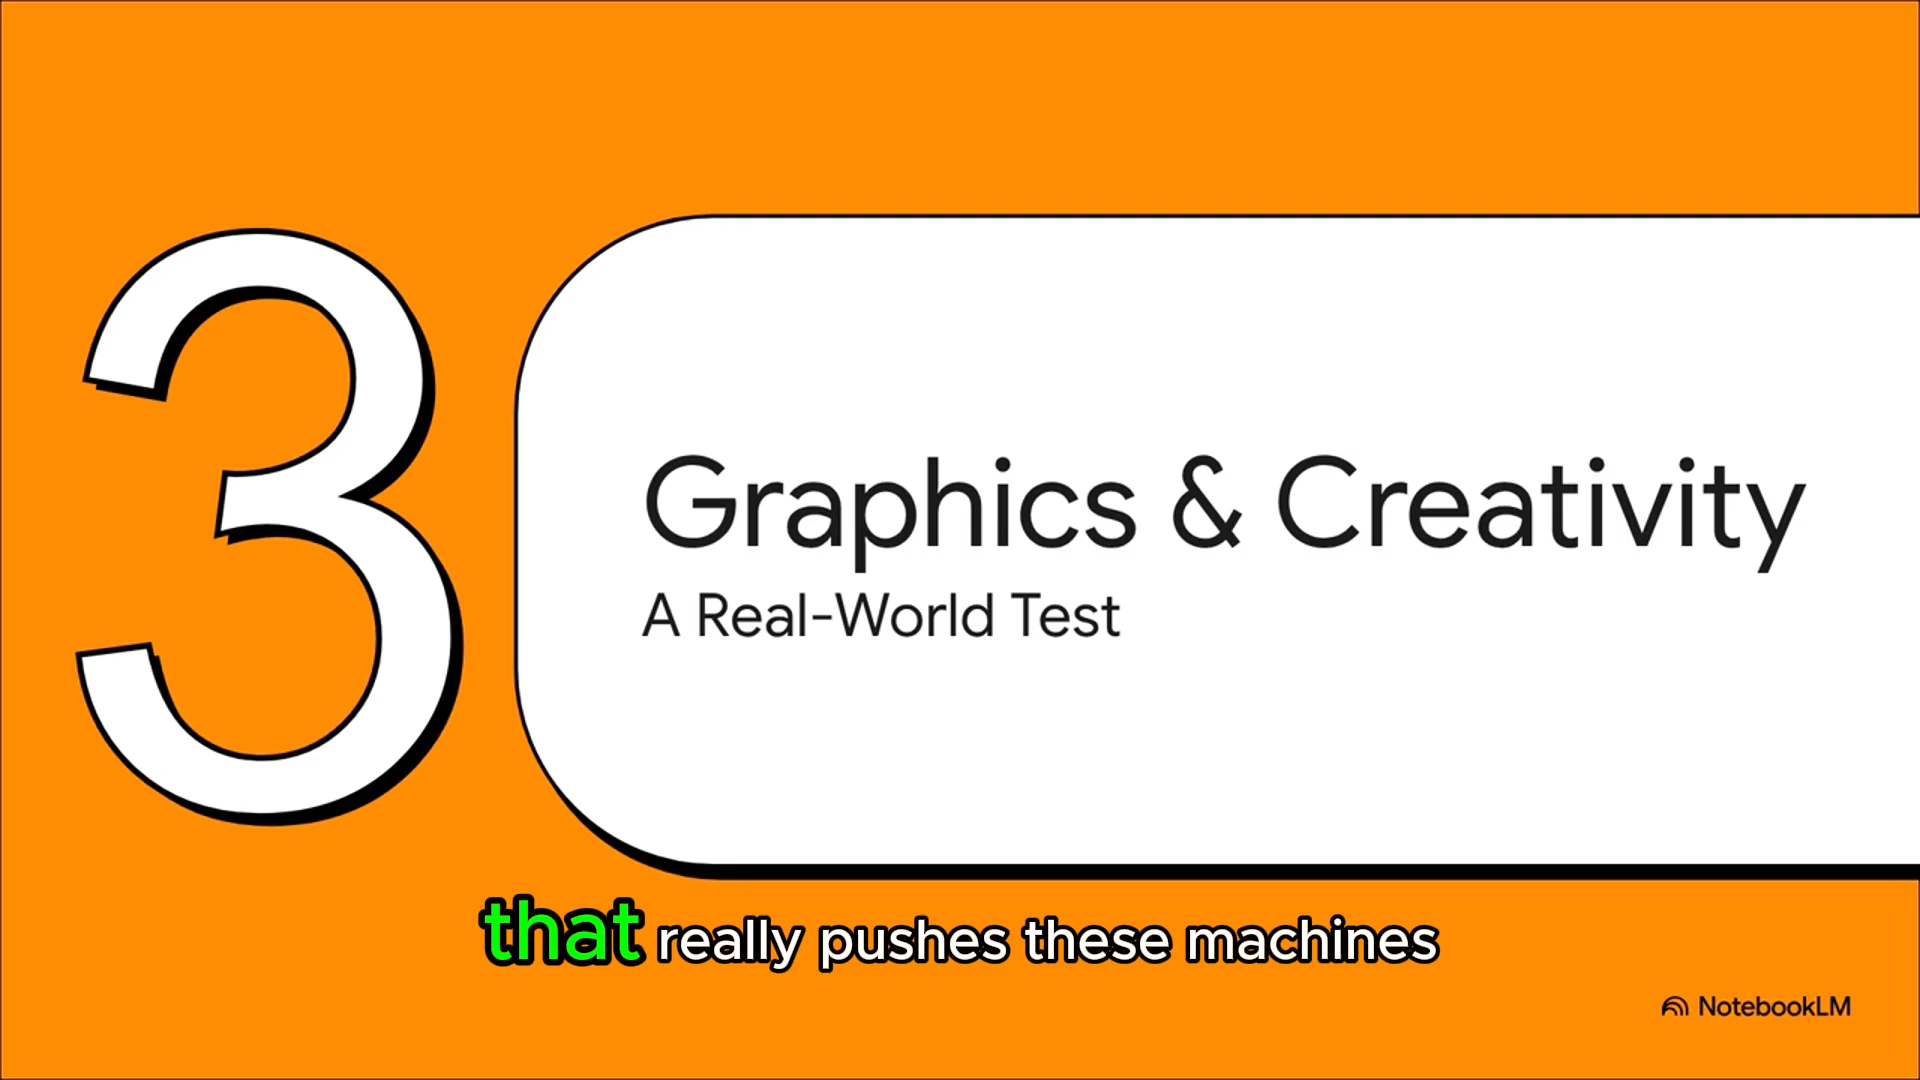 3
Graphics & Creativity
A Real-World Test
that really pushes these machines
NotebookLM